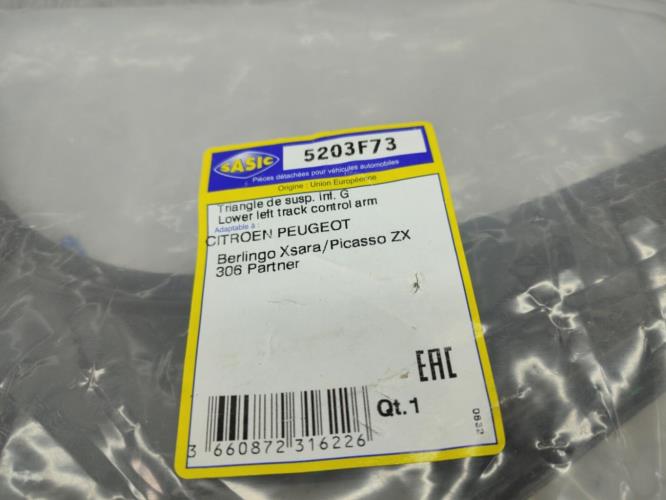 SASIC
5203F73
Pièces détachées pour véhicules automobiles
Origine : Union Européenne
Triangle de susp. inf. G
Lower left track control arm
Adaptable à :
CITROEN PEUGEOT
Berlingo Xsara/Picasso ZX
306 Partner
EAC
Qt. 1
3 660872 316226